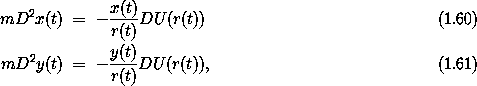 mD²x(t) = −x(t)/r(t) DU(r(t)) (1.60)
mD²y(t) = −y(t)/r(t) DU(r(t)), (1.61)